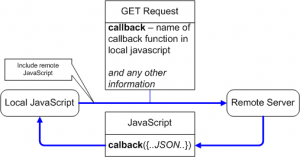 GET Request
callback – name of
callback function in
local javascript
and any other
information
Include remote
JavaScript
Local JavaScript
Remote Server
JavaScript
callback({..JSON..})